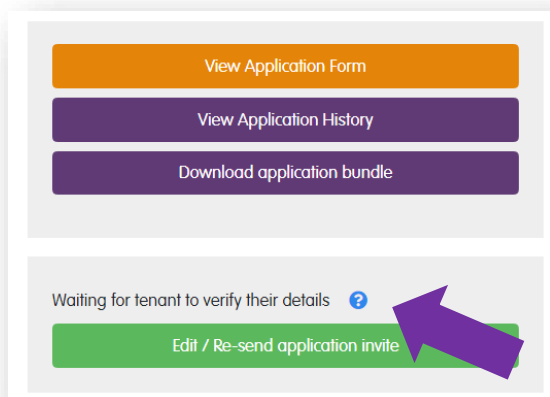 View Application Form
View Application History
Download application bundle
Waiting for tenant to verify their details ?
Edit / Re-send application invite